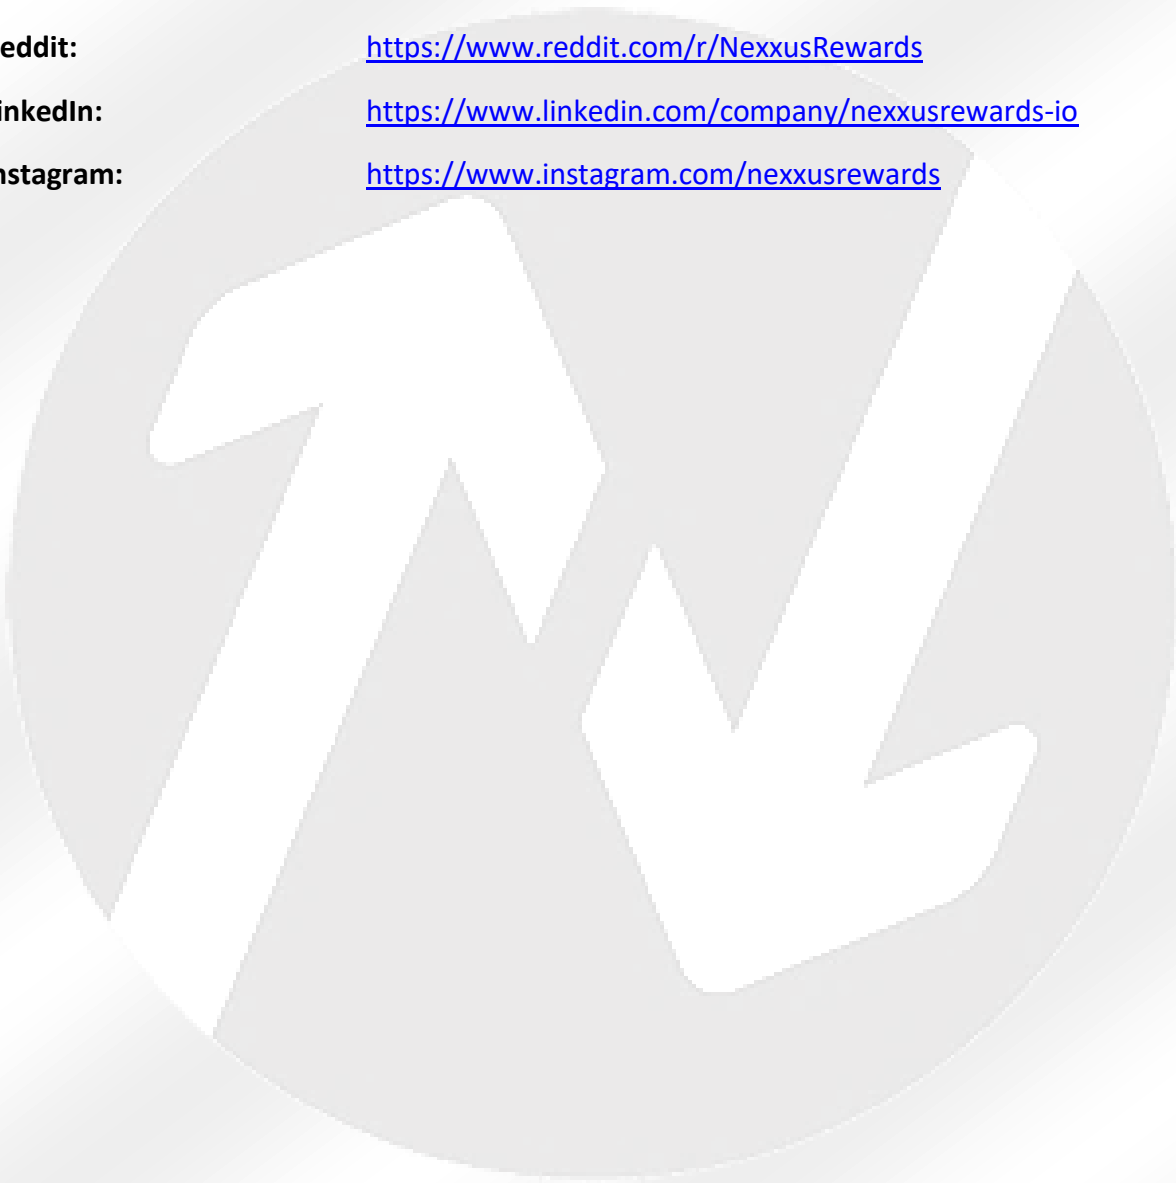 eddit: https://www.reddit.com/r/NexxusRewards
inkedIn: https://www.linkedin.com/company/nexxusrewards-io
nstagram: https://www.instagram.com/nexxusrewards